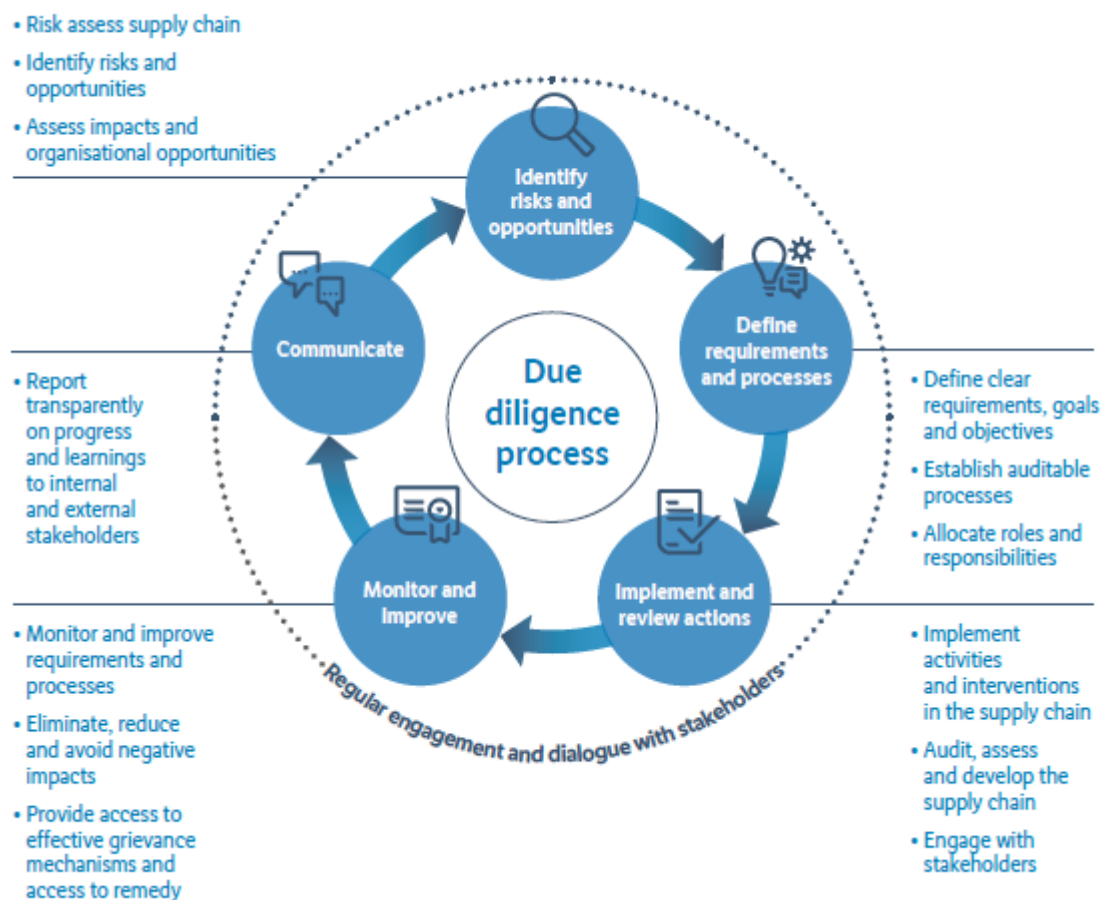 • Risk assess supply chain
• Identify risks and
opportunities
• Assess impacts and
organisational opportunities
Identify
risks and
opportunities
Define
requirements
and processes
• Define clear
requirements, goals
and objectives
• Establish auditable
processes
• Allocate roles and
responsibilities
Implement and
review actions
• Implement
activities
and interventions
in the supply chain
• Audit, assess
and develop the
supply chain
• Engage with
stakeholders
Monitor and
improve
• Monitor and improve
requirements and
processes
• Eliminate, reduce
and avoid negative
impacts
• Provide access to
effective grievance
mechanisms and
access to remedy
Communicate
• Report
transparently
on progress
and learnings
to internal
and external
stakeholders
Due
diligence
process
Regular engagement and dialogue with stakeholders